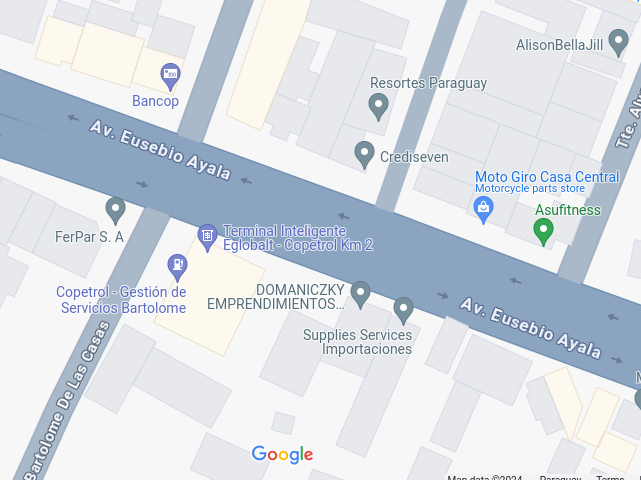 AlisonBellaJill
Resortes Paraguay
Bancop
Av. Eusebio Ayala
Crediseven
Tte. Alv
Moto Giro Casa Central
Motorcycle parts store
Asufitness
FerPar S. A
Terminal Inteligente
Eglobalt - Copetrol Km 2
Copetrol - Gestión de
Servicios Bartolome
DOMANICZKY
EMPRENDIMIENTOS...
Supplies Services
Importaciones
Av. Eusebio Ayala
Bartolome De Las Casas
Google
Map data ©2024
Paraguay
Terms